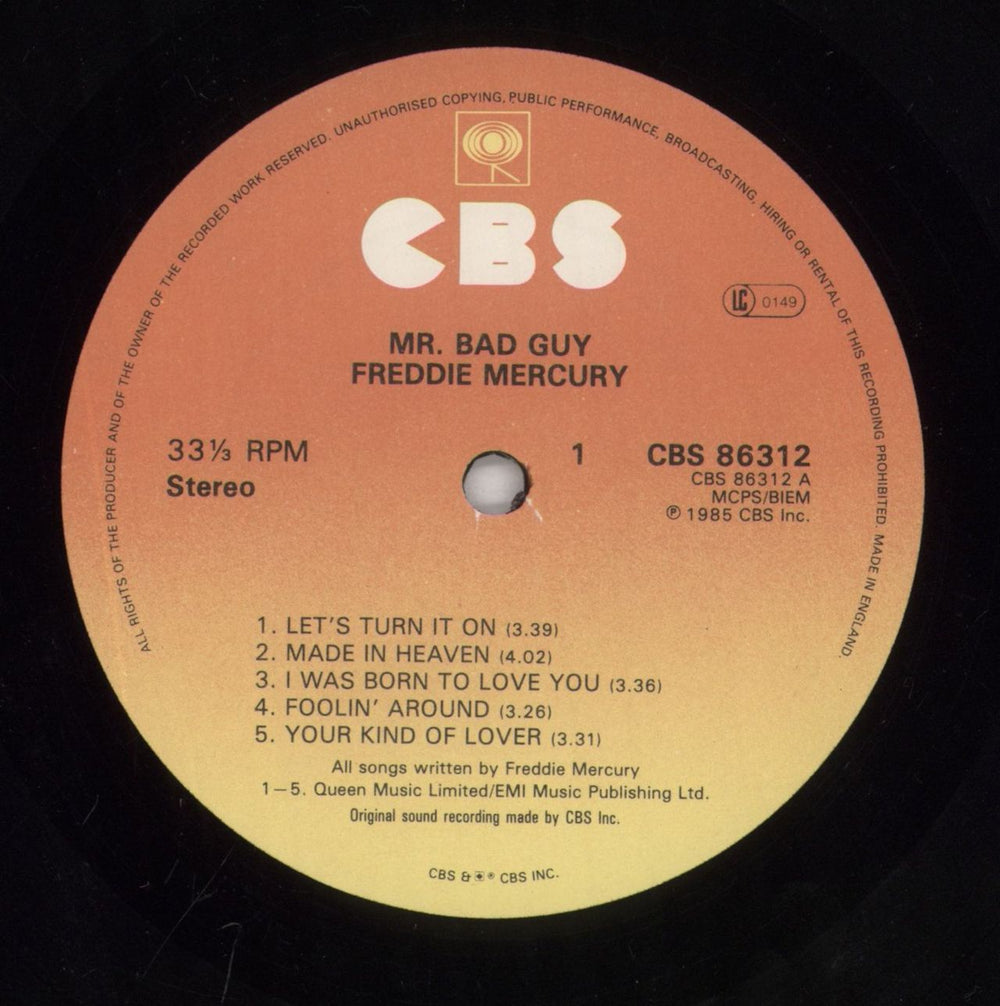 ALL RIGHTS OF THE PRODUCER AND OF THE OWNER OF THE RECORDED WORK RESERVED. UNAUTHORISED COPYING, PUBLIC PERFORMANCE, BROADCASTING, HIRING OR RENTAL OF THIS RECORDING PROHIBITED. MADE IN ENGLAND.
CBS
LC 0149
MR. BAD GUY
FREDDIE MERCURY
33⅓ RPM
Stereo
1
CBS 86312
CBS 86312 A
MCPS/BIEM
℗ 1985 CBS Inc.
1. LET'S TURN IT ON (3.39)
2. MADE IN HEAVEN (4.02)
3. I WAS BORN TO LOVE YOU (3.36)
4. FOOLIN' AROUND (3.26)
5. YOUR KIND OF LOVER (3.31)
All songs written by Freddie Mercury
1—5. Queen Music Limited/EMI Music Publishing Ltd.
Original sound recording made by CBS Inc.
CBS & ® CBS INC.